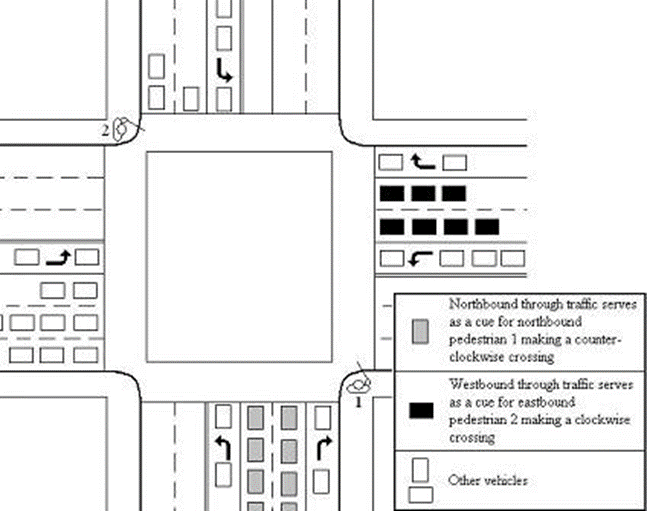 2
1
Northbound through traffic serves
as a cue for northbound
pedestrian 1 making a counter-
clockwise crossing
Westbound through traffic serves
as a cue for eastbound
pedestrian 2 making a clockwise
crossing
Other vehicles